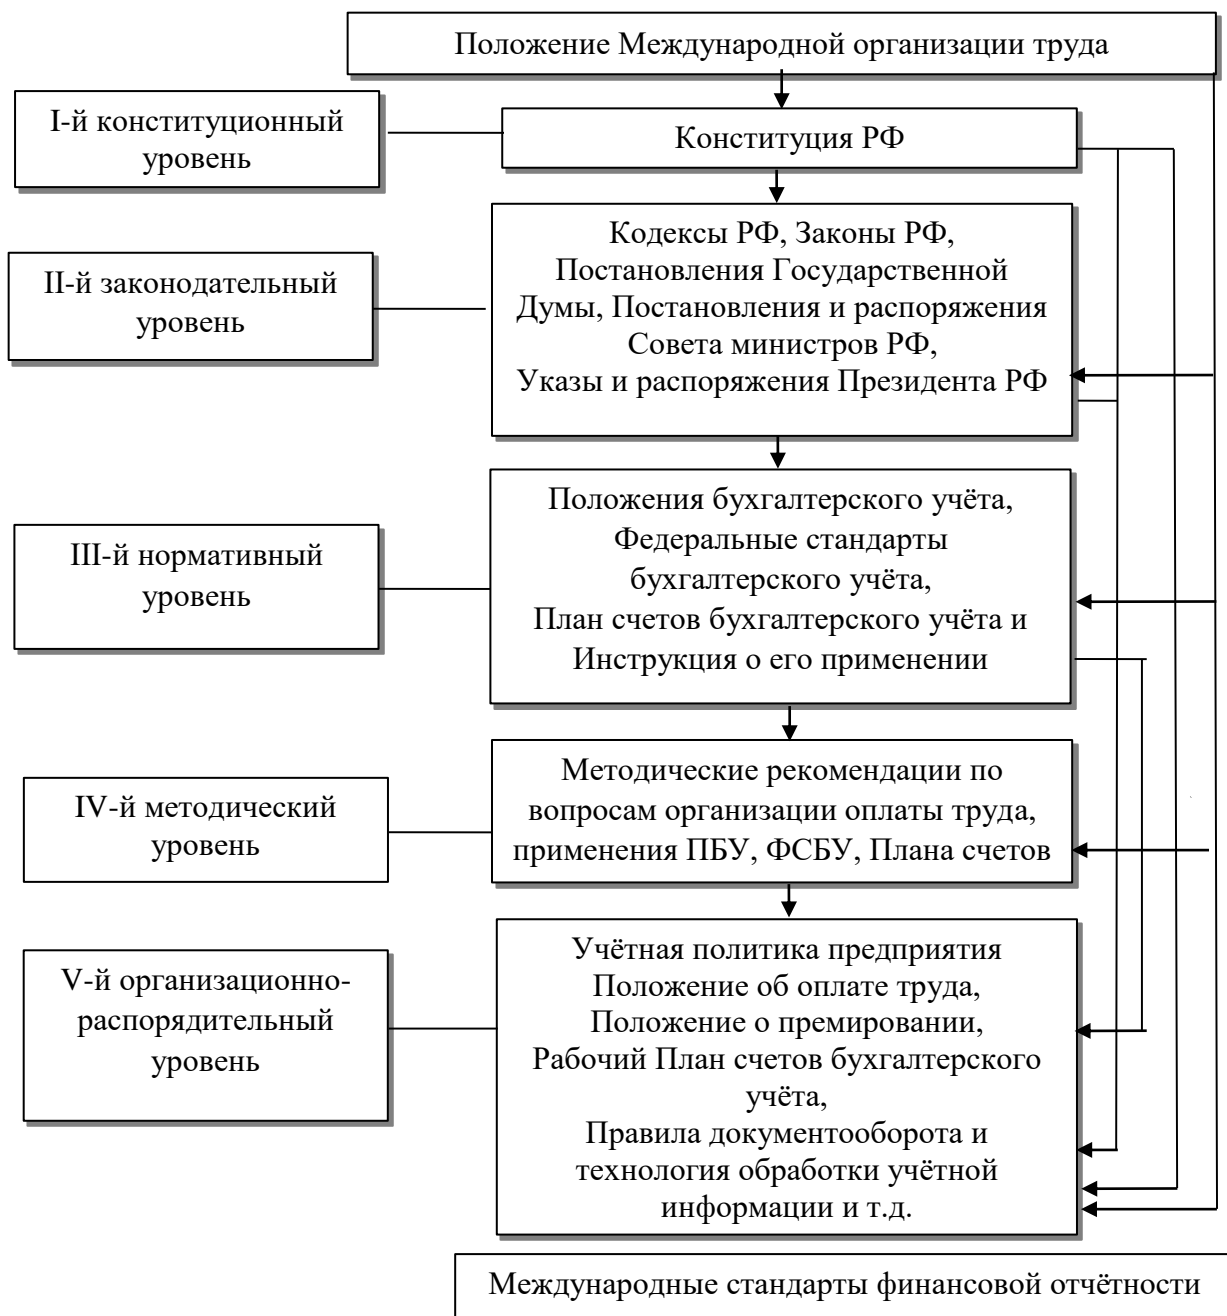 Положение Международной организации труда
I-й конституционный
уровень
Конституция РФ
II-й законодательный
уровень
Кодексы РФ, Законы РФ,
Постановления Государственной
Думы, Постановления и распоряжения
Совета министров РФ,
Указы и распоряжения Президента РФ
III-й нормативный
уровень
Положения бухгалтерского учёта,
Федеральные стандарты
бухгалтерского учёта,
План счетов бухгалтерского учёта и
Инструкция о его применении
IV-й методический
уровень
Методические рекомендации по
вопросам организации оплаты труда,
применения ПБУ, ФСБУ, Плана счетов
V-й организационно-
распорядительный
уровень
Учётная политика предприятия
Положение об оплате труда,
Положение о премировании,
Рабочий План счетов бухгалтерского
учёта,
Правила документооборота и
технология обработки учётной
информации и т.д.
Международные стандарты финансовой отчётности